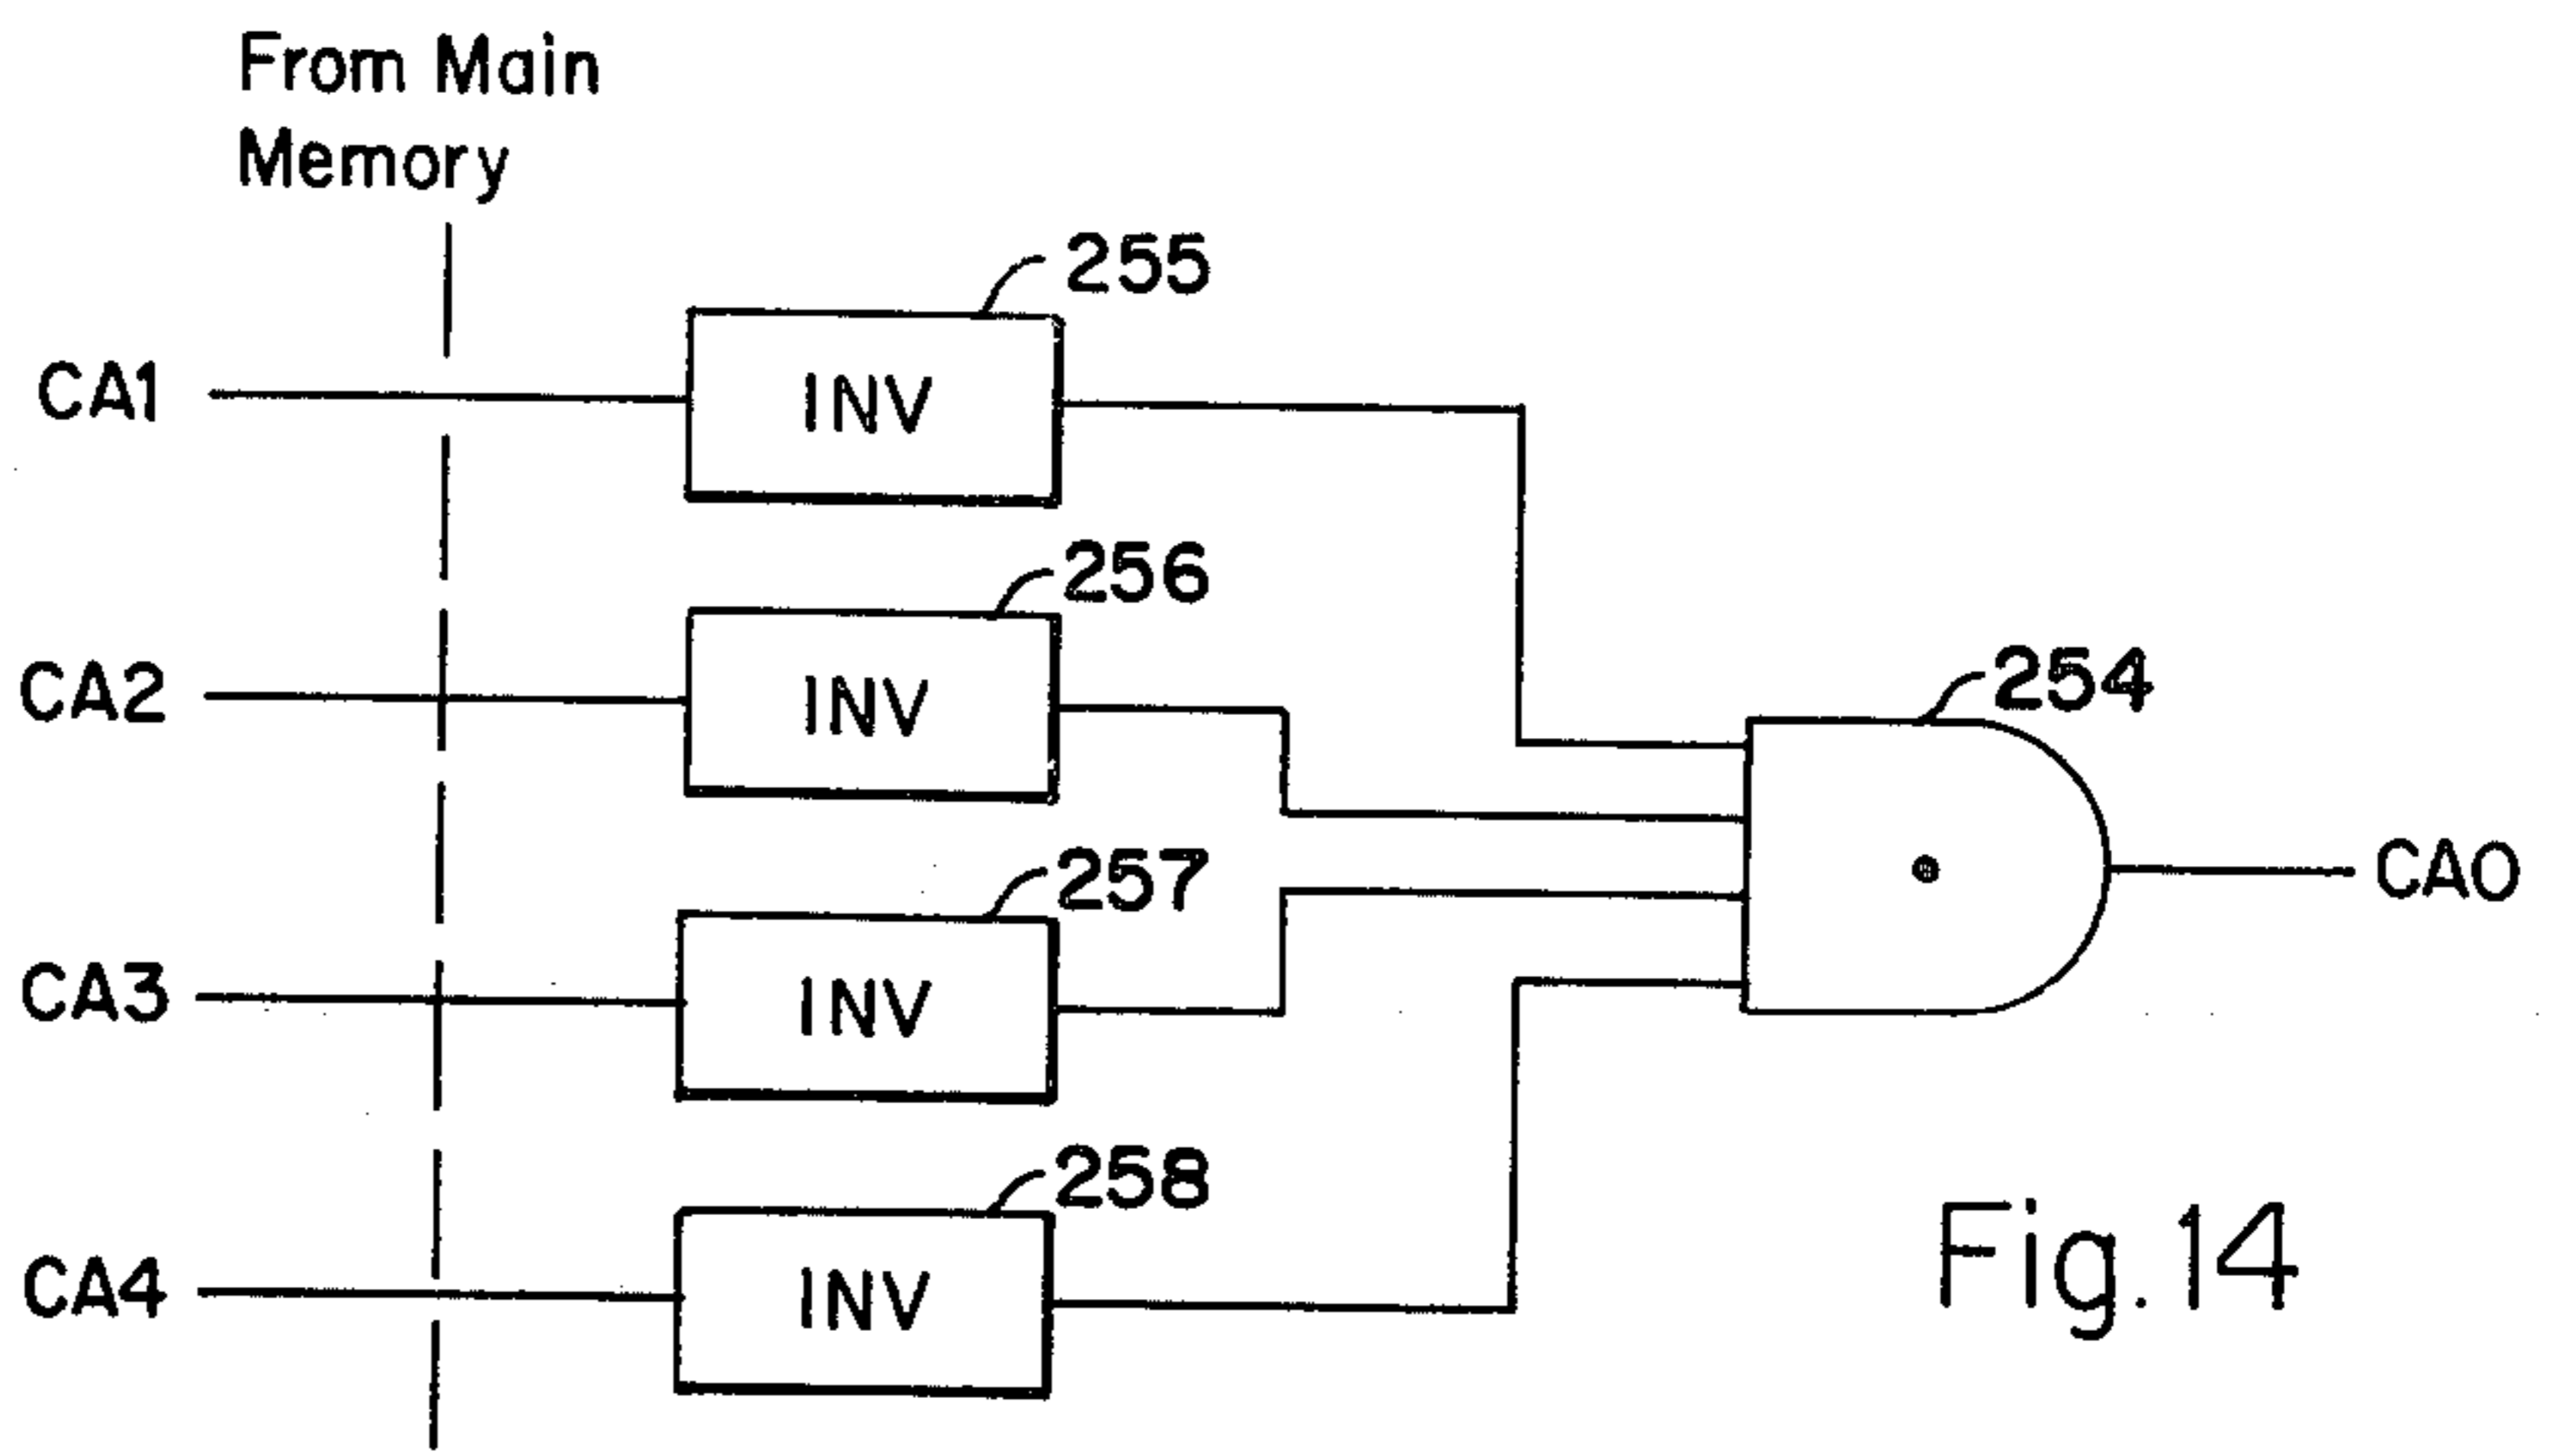 From Main
Memory
255
CA1
INV
256
CA2
INV
254
257
CA0
CA3
INV
258
CA4
INV
Fig. 14